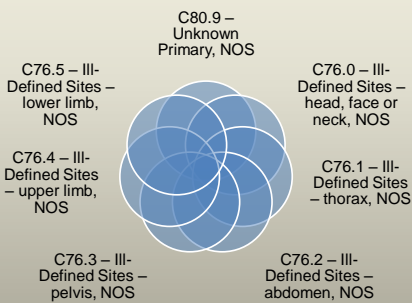 C80.9 –
Unknown
Primary, NOS
C76.0 – Ill-
Defined Sites –
head, face or
neck, NOS
C76.1 – Ill-
Defined Sites
– thorax, NOS
C76.2 – Ill-
Defined Sites –
abdomen, NOS
C76.3 – Ill-
Defined Sites –
pelvis, NOS
C76.4 – Ill-
Defined Sites
– upper limb,
NOS
C76.5 – Ill-
Defined Sites –
lower limb,
NOS